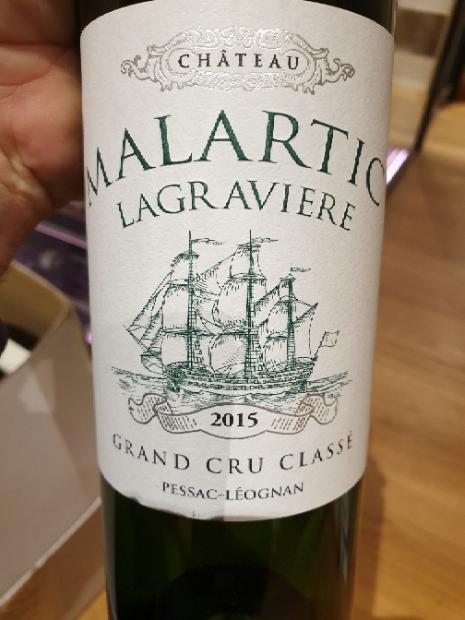 CHÂTEAU
MALARTIC
LAGRAVIERE
2015
GRAND CRU CLASSÉ
PESSAC-LÉOGNAN